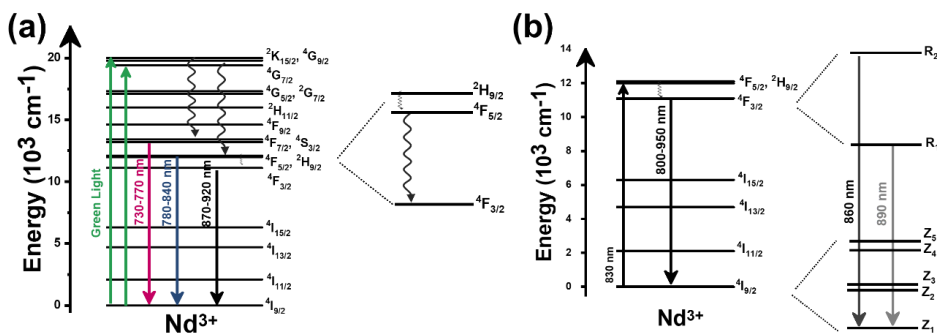 (a)
Energy (10³ cm⁻¹)
20
15
10
5
0
Green Light
730-770 nm
780-840 nm
870-920 nm
²K₁₅/₂, ⁴G₉/₂
⁴G₇/₂
⁴G₅/₂, ²G₇/₂
²H₁₁/₂
⁴F₉/₂
⁴F₇/₂, ⁴S₃/₂
⁴F₅/₂, ²H₉/₂
⁴F₃/₂
⁴I₁₅/₂
⁴I₁₃/₂
⁴I₁₁/₂
⁴I₉/₂
Nd³⁺
²H₉/₂
⁴F₅/₂
⁴F₃/₂
(b)
Energy (10³ cm⁻¹)
14
12
10
8
6
4
2
0
830 nm
800-950 nm
⁴F₅/₂, ²H₉/₂
⁴F₃/₂
⁴I₁₅/₂
⁴I₁₃/₂
⁴I₁₁/₂
⁴I₉/₂
Nd³⁺
R₂
R₁
860 nm
890 nm
Z₅
Z₄
Z₃
Z₂
Z₁